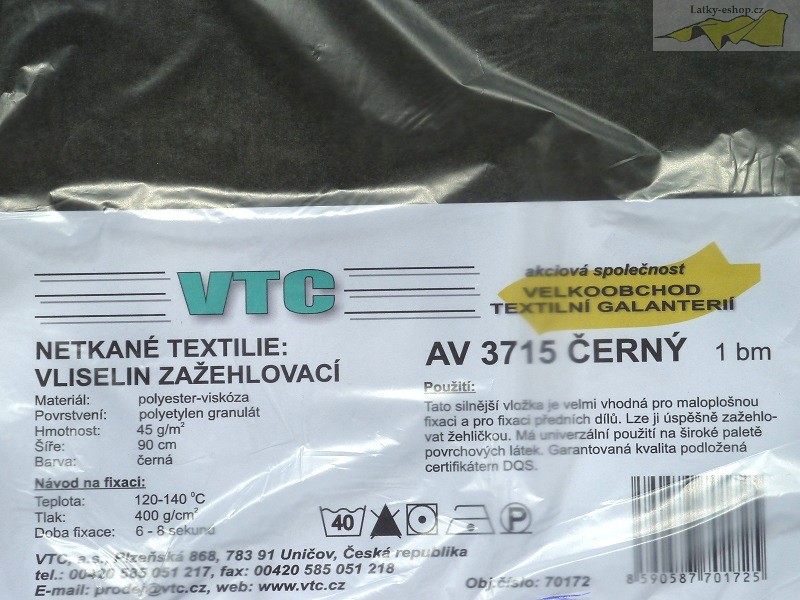 Latky-eshop.cz
VTC
akciová společnost
VELKOOBCHOD
TEXTILNÍ GALANTERIÍ
NETKANÉ TEXTILIE:
VLISELIN ZAŽEHLOVACÍ
AV 3715 ČERNÝ 1 bm
Materiál: polyester-viskóza
Povrstvení: polyetylen granulát
Hmotnost: 45 g/m²
Šíře: 90 cm
Barva: černá
Použití:
Tato silnější vložka je velmi vhodná pro maloplošnou
fixaci a pro fixaci předních dílů. Lze ji úspěšně zažehlo-
vat žehličkou. Má univerzální použití na široké paletě
povrchových látek. Garantovaná kvalita podložená
certifikátem DQS.
Návod na fixaci:
Teplota: 120-140 °C
Tlak: 400 g/cm²
Doba fixace: 6 - 8 sekund
40
P
VTC, a.s., Plzeňská 868, 783 91 Uničov, Česká republika
tel.: 00420 585 051 217, fax: 00420 585 051 218
E-mail: prodej@vtc.cz, web: www.vtc.cz
Obj.číslo: 70172
8 590587 701725